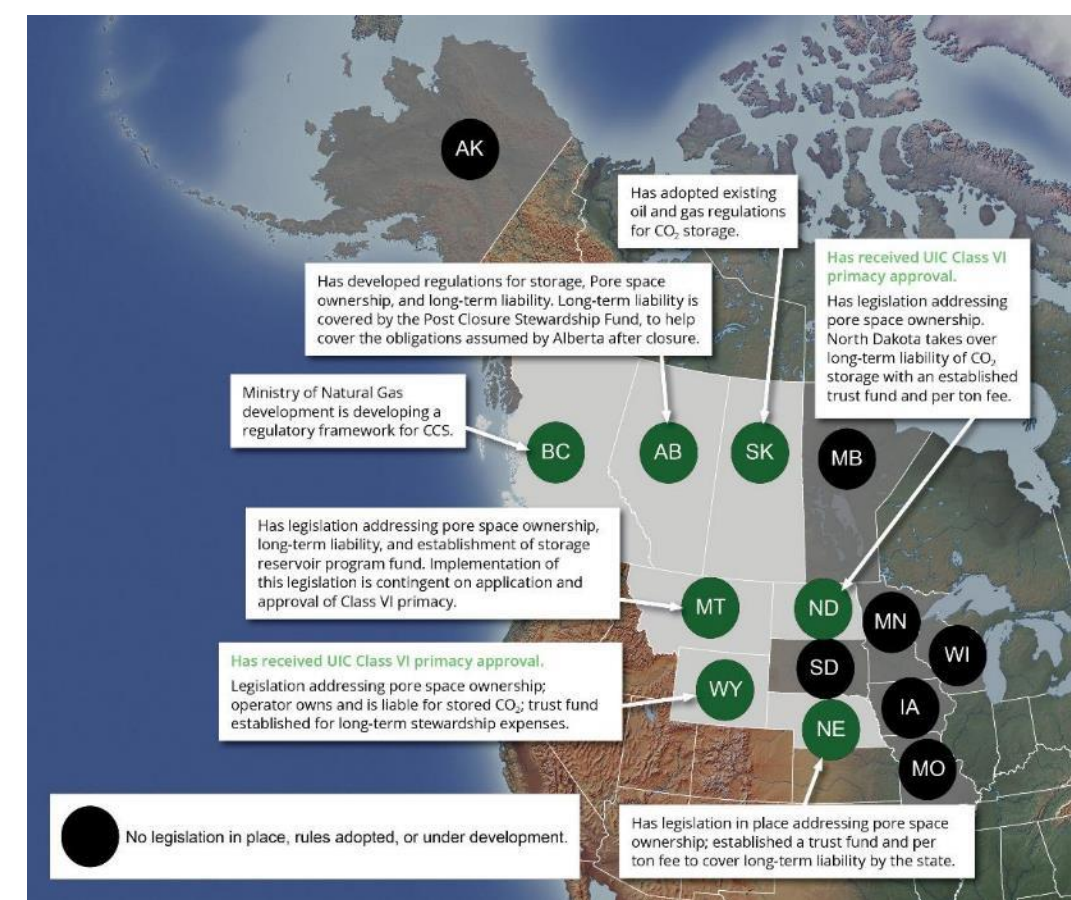 AK
Has adopted existing
oil and gas regulations
for CO₂ storage.
Has received UIC Class VI
primacy approval.
Has legislation addressing
pore space ownership.
North Dakota takes over
long-term liability of CO₂
storage with an established
trust fund and per ton fee.
Has developed regulations for storage, Pore space
ownership, and long-term liability. Long-term liability is
covered by the Post Closure Stewardship Fund, to help
cover the obligations assumed by Alberta after closure.
Ministry of Natural Gas
development is developing a
regulatory framework for CCS.
BC
AB
SK
MB
Has legislation addressing pore space ownership,
long-term liability, and establishment of storage
reservoir program fund. Implementation of
this legislation is contingent on application and
approval of Class VI primacy.
MT
ND
MN
WI
SD
Has received UIC Class VI primacy approval.
Legislation addressing pore space ownership;
operator owns and is liable for stored CO₂; trust fund
established for long-term stewardship expenses.
WY
IA
NE
MO
No legislation in place, rules adopted, or under development.
Has legislation in place addressing pore space
ownership; established a trust fund and per
ton fee to cover long-term liability by the state.